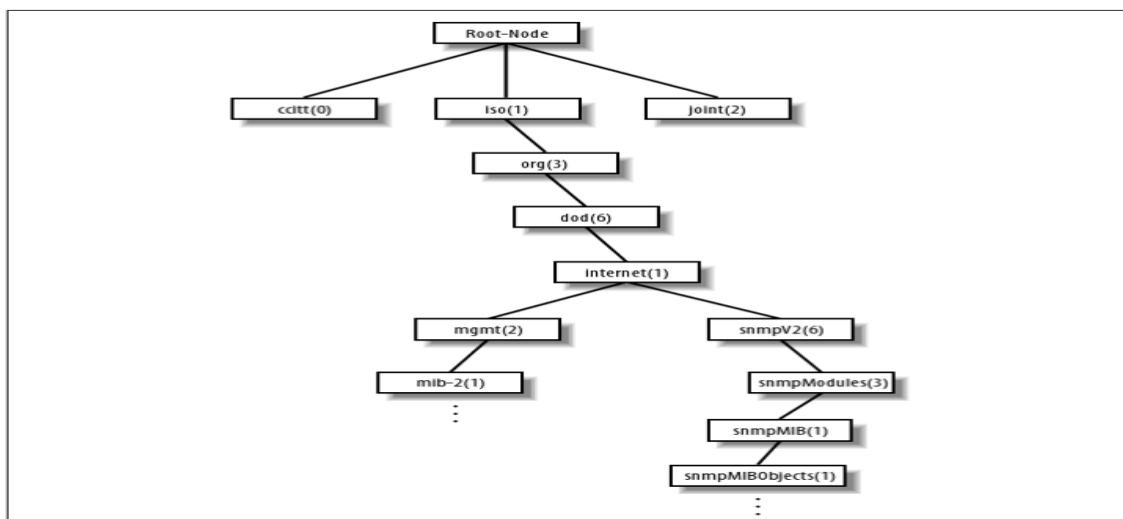 Root-Node
ccitt(0) iso(1) joint(2)
org(3)
dod(6)
internet(1)
mgmt(2) snmpV2(6)
mib-2(1) snmpModules(3)
snmpMIB(1)
snmpMIBObjects(1)